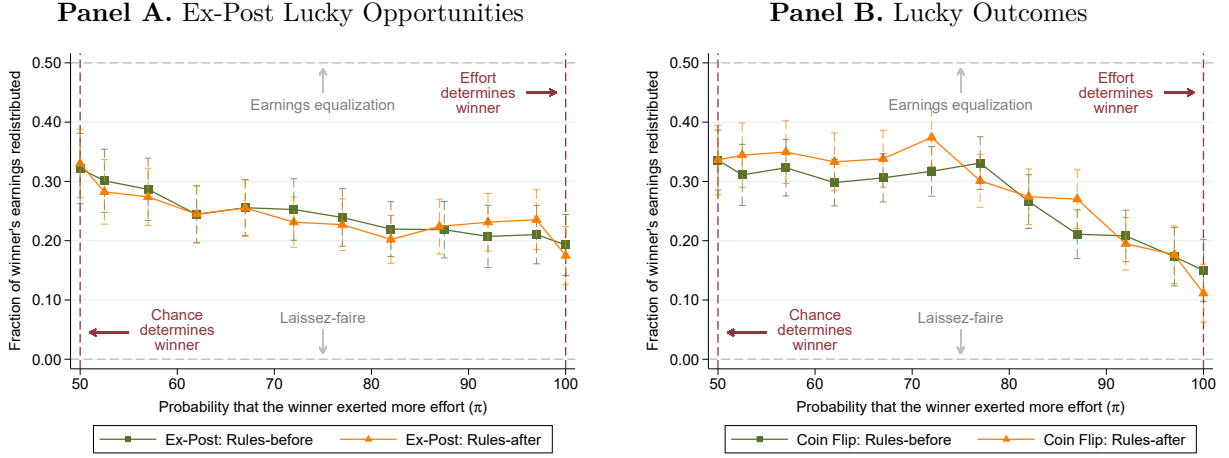 Panel A. Ex-Post Lucky Opportunities
Fraction of winner's earnings redistributed
0.50
0.40
0.30
0.20
0.10
0.00
Earnings equalization
Effort
determines
winner
Chance
determines
winner
Laissez-faire
50
60
70
80
90
100
Probability that the winner exerted more effort (π)
Ex-Post: Rules-before
Ex-Post: Rules-after
Panel B. Lucky Outcomes
Fraction of winner's earnings redistributed
0.50
0.40
0.30
0.20
0.10
0.00
Earnings equalization
Effort
determines
winner
Chance
determines
winner
Laissez-faire
50
60
70
80
90
100
Probability that the winner exerted more effort (π)
Coin Flip: Rules-before
Coin Flip: Rules-after